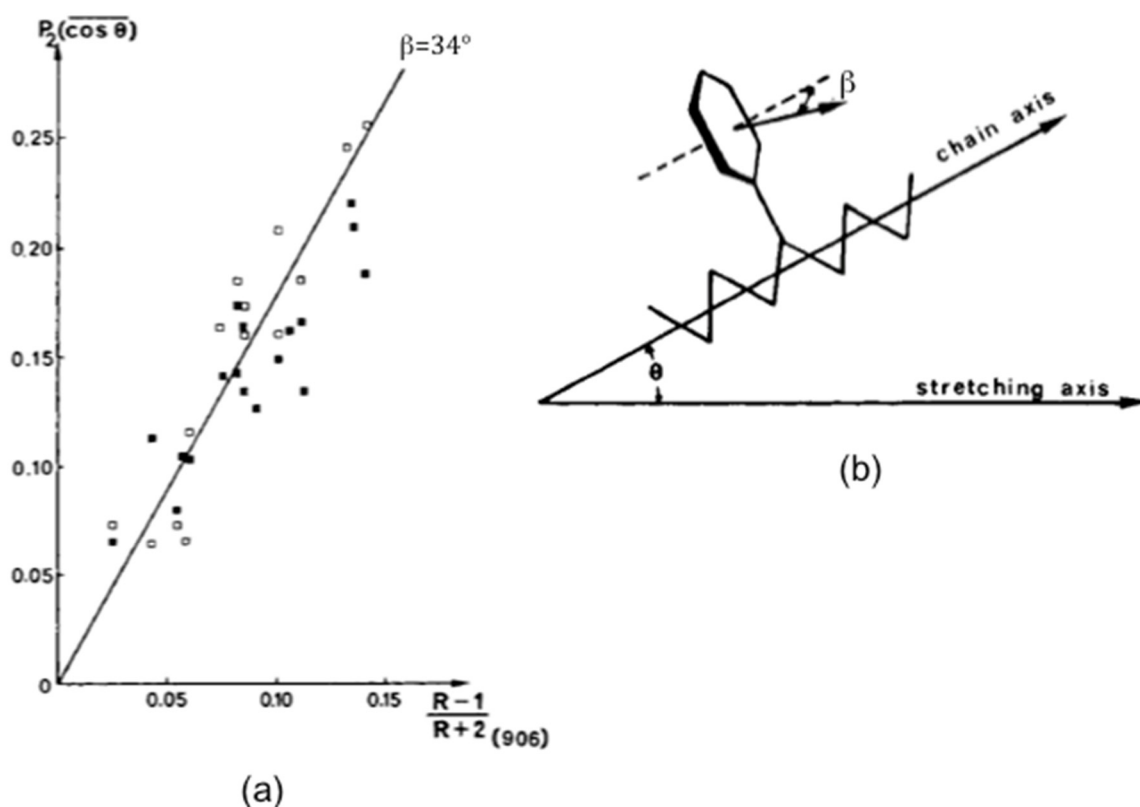 P₂(cos θ)
β=34°
0.25
0.20
0.15
0.10
0.05
0
0.05
0.10
0.15
R-1
R+2 (906)
(a)
β
chain axis
θ
stretching axis
(b)